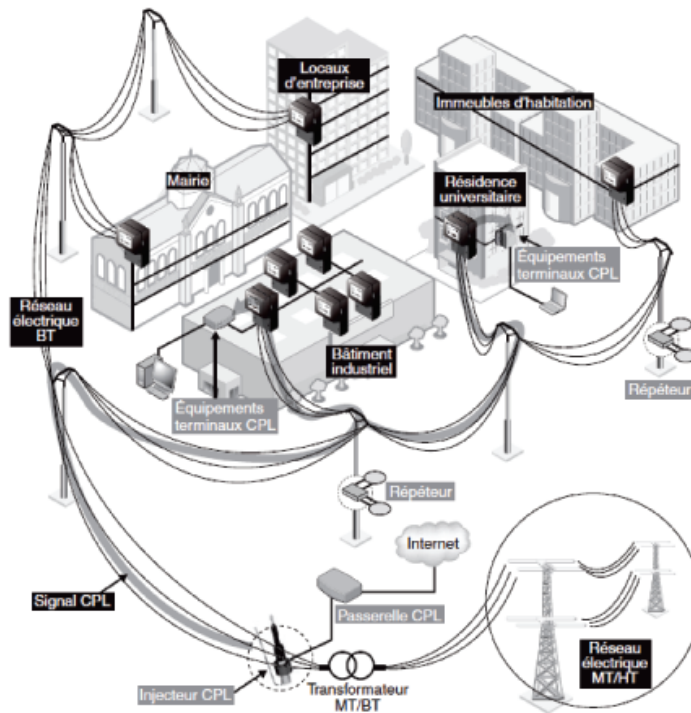 Locaux
d'entreprise
Immeubles d'habitation
Mairie
Résidence
universitaire
Équipements
terminaux CPL
Réseau
électrique
BT
Bâtiment
industriel
Équipements
terminaux CPL
Répéteur
Répéteur
Internet
Signal CPL
Passerelle CPL
Injecteur CPL
Transformateur
MT/BT
Réseau
électrique
MT/HT